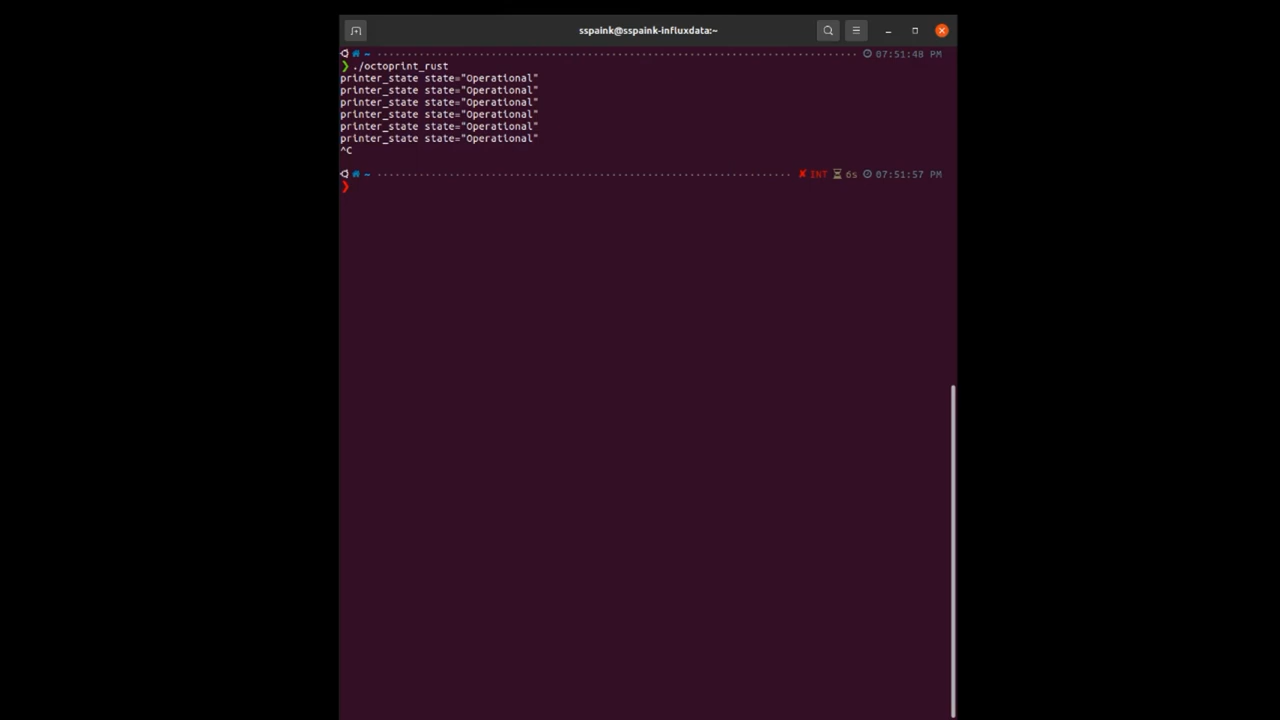 sspaink@sspaink-influxdata:~
~ 07:51:48 PM
❯ ./octoprint_rust
printer_state state="Operational"
printer_state state="Operational"
printer_state state="Operational"
printer_state state="Operational"
printer_state state="Operational"
printer_state state="Operational"
^C
~ ✘ INT 6s 07:51:57 PM
❯